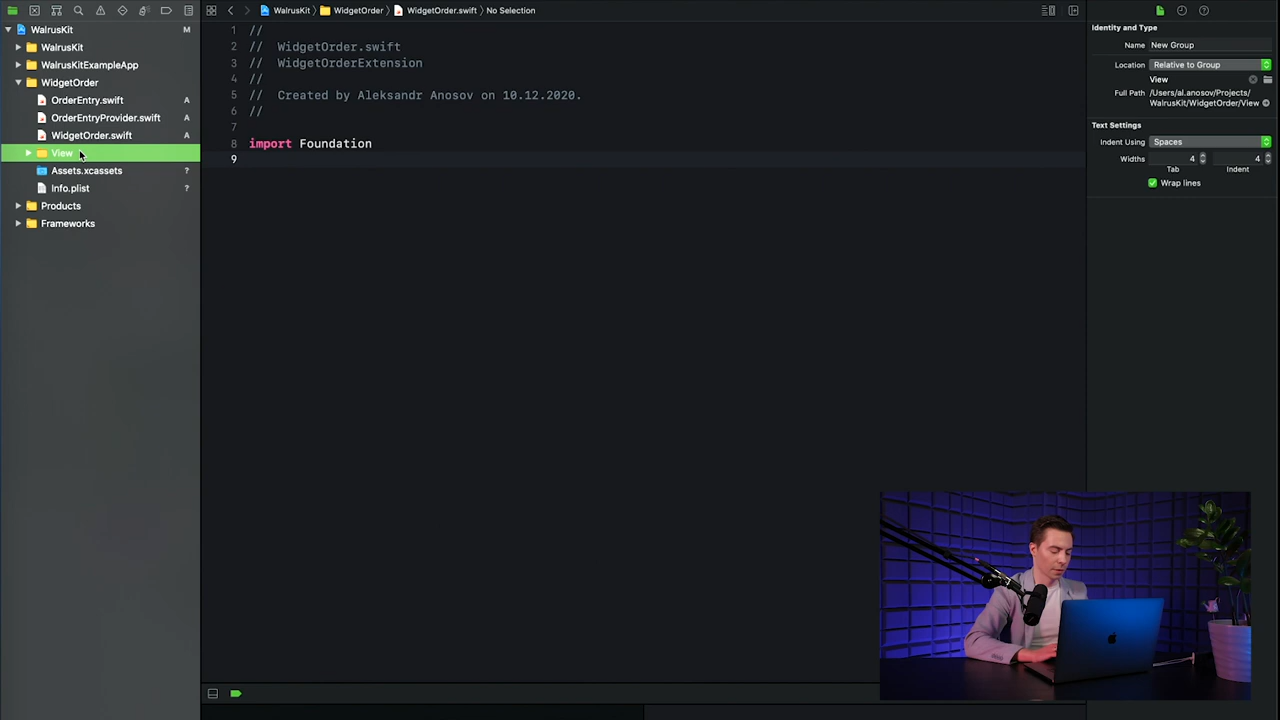 WalrusKit
M
WalrusKit
WalrusKitExampleApp
WidgetOrder
OrderEntry.swift
A
OrderEntryProvider.swift
A
WidgetOrder.swift
A
View
Assets.xcassets
?
Info.plist
?
Products
Frameworks
WalrusKit 〉 WidgetOrder 〉 WidgetOrder.swift 〉 No Selection
1 //
2 // WidgetOrder.swift
3 // WidgetOrderExtension
4 //
5 // Created by Aleksandr Anosov on 10.12.2020.
6 //
7
8 import Foundation
9
Identity and Type
Name New Group
Location Relative to Group
View
Full Path /Users/al.anosov/Projects/
WalrusKit/WidgetOrder/View
Text Settings
Indent Using Spaces
Widths 4 4
Tab Indent
Wrap lines